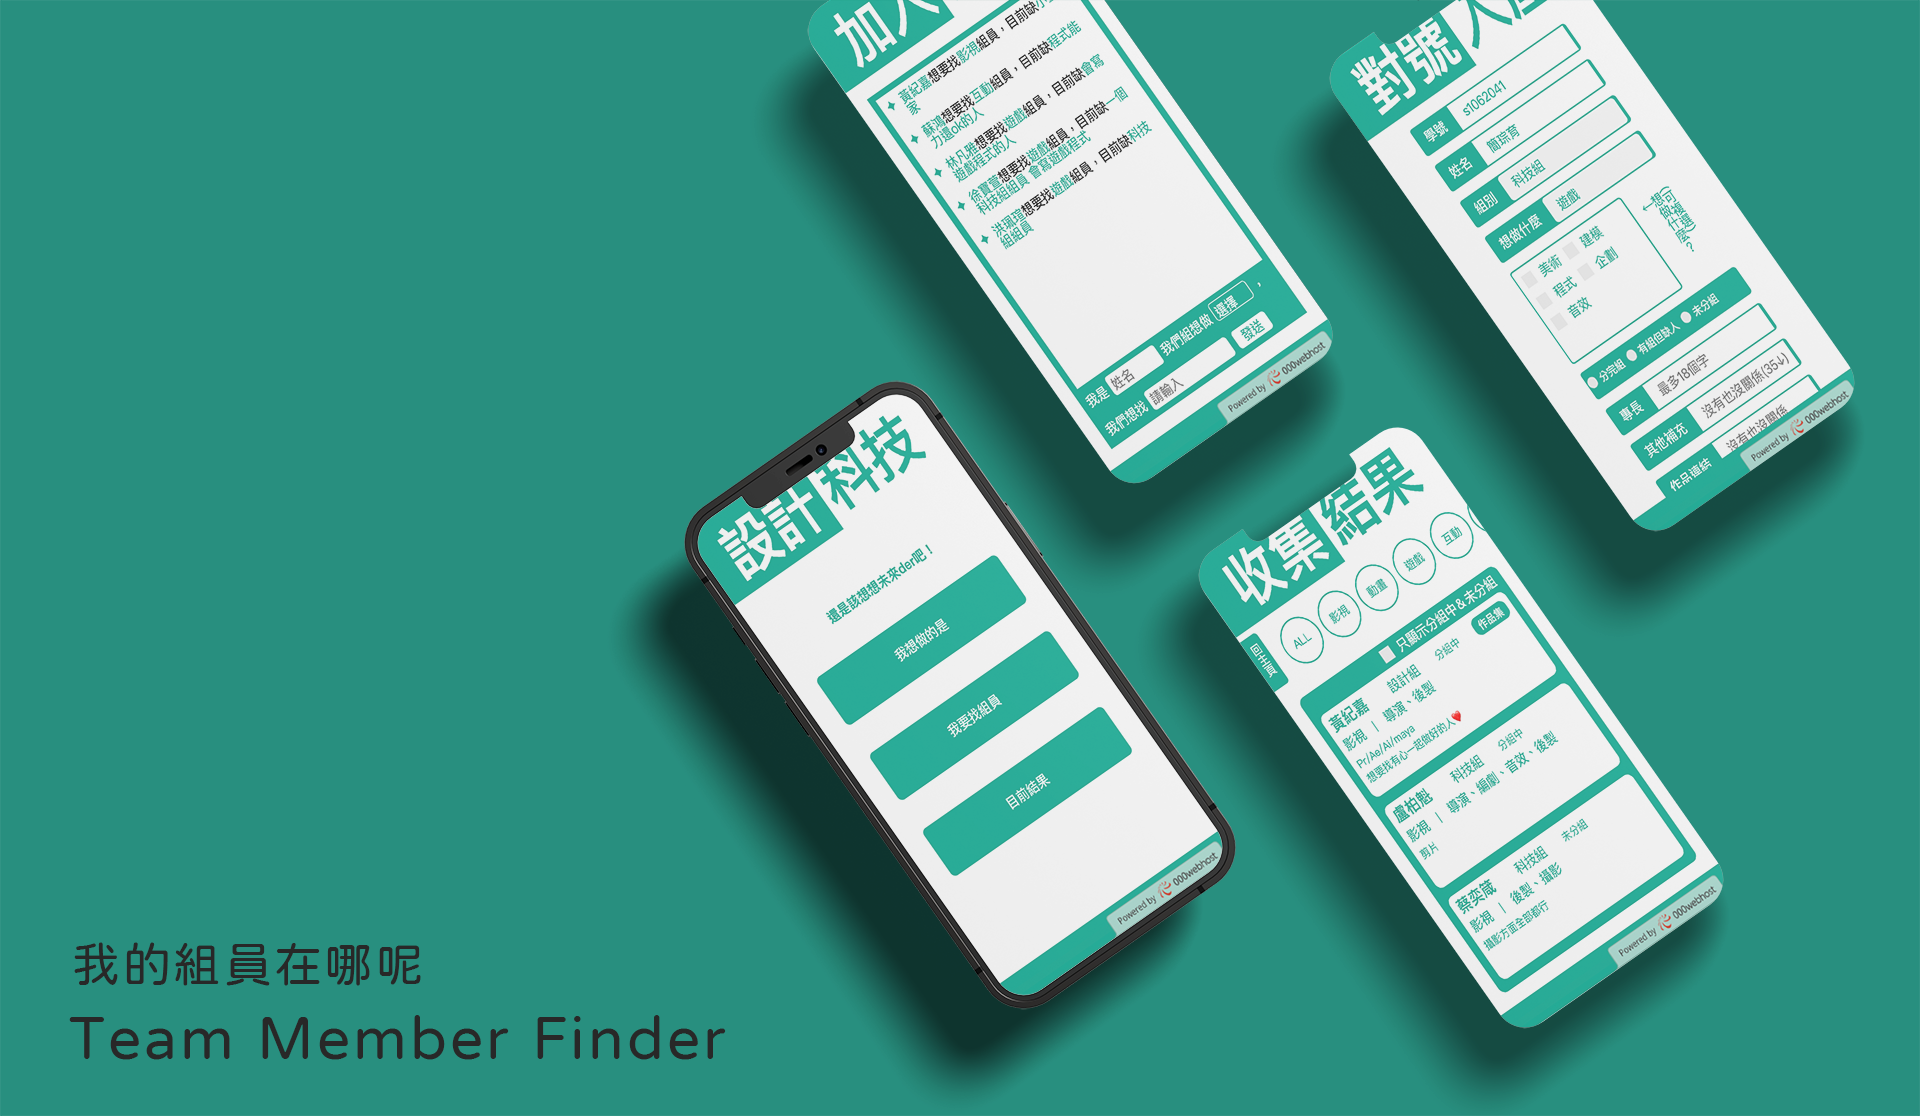 加入
黃紀嘉想要找影視組員，目前缺小
家
蘇鴻想要找互動組員，目前缺程式能
力還ok的人
林凡雅想要找遊戲組員，目前缺會寫
遊戲程式的人
徐寶萱想要找遊戲組員，目前缺一個
科技組組員 會寫遊戲程式
洪珮瑄想要找遊戲組員，目前缺科技
組組員
我是 姓名 我們組想做 選擇 ，
我們想找 請輸入 發送
Powered by 000webhost
對號入座
學號 s1062041
姓名 簡琮育
組別 科技組
想做什麼 遊戲
美術 建模
程式 企劃
音效
←想做什麼？
(可複選)
分完組 有組但缺人 未分組
專長 最多18個字
其他補充 沒有也沒關係(35↓)
作品連結 沒有也沒關係
Powered by 000webhost
設計科技
還是該想想未來der吧！
我想做的是
我要找組員
目前結果
Powered by 000webhost
收集結果
回主頁
ALL 影視 動畫 遊戲 互動
只顯示分組中＆未分組
黃紀嘉 設計組 分組中 作品集
影視 | 導演、後製
Pr/Ae/Ai/maya
想要找有心一起做好的人❤️
盧柏魁 科技組 分組中
影視 | 導演、編劇、音效、後製
剪片
蔡奕箴 科技組 未分組
影視 | 後製、攝影
攝影方面全部都行
Powered by 000webhost
我的組員在哪呢
Team Member Finder